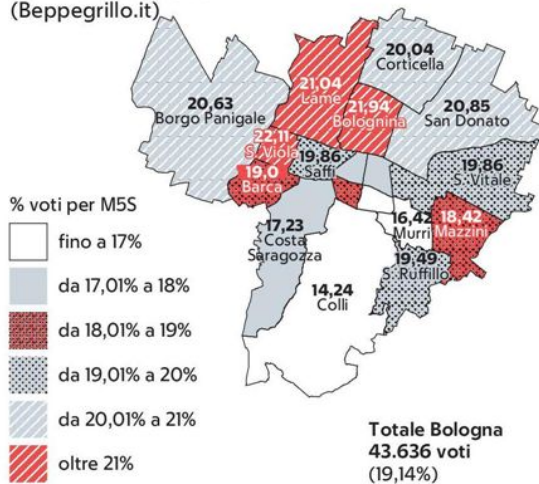 (Beppegrillo.it)
20,04
Corticella
21,04
Lame
20,63
Borgo Panigale
21,94
Bolognina
20,85
San Donato
22,11
S. Viola
19,86
Saffi
19,86
S. Vitale
19,0
Barca
% voti per M5S
fino a 17%
da 17,01% a 18%
da 18,01% a 19%
da 19,01% a 20%
da 20,01% a 21%
oltre 21%
17,23
Costa
Saragozza
16,42
Murri
18,42
Mazzini
19,49
S. Ruffillo
14,24
Colli
Totale Bologna
43.636 voti
(19,14%)